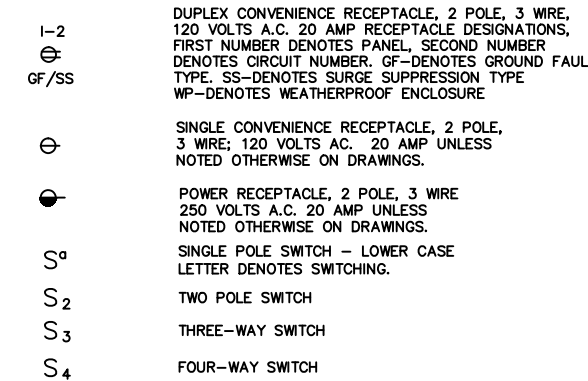 DUPLEX CONVENIENCE RECEPTACLE, 2 POLE, 3 WIRE,
I-2 120 VOLTS A.C. 20 AMP RECEPTACLE DESIGNATIONS,
FIRST NUMBER DENOTES PANEL, SECOND NUMBER
DENOTES CIRCUIT NUMBER. GF-DENOTES GROUND FAUL
GF/SS TYPE. SS-DENOTES SURGE SUPPRESSION TYPE
WP-DENOTES WEATHERPROOF ENCLOSURE
SINGLE CONVENIENCE RECEPTACLE, 2 POLE,
3 WIRE; 120 VOLTS AC. 20 AMP UNLESS
NOTED OTHERWISE ON DRAWINGS.
POWER RECEPTACLE, 2 POLE, 3 WIRE
250 VOLTS A.C. 20 AMP UNLESS
NOTED OTHERWISE ON DRAWINGS.
Sa SINGLE POLE SWITCH - LOWER CASE
LETTER DENOTES SWITCHING.
S2 TWO POLE SWITCH
S3 THREE-WAY SWITCH
S4 FOUR-WAY SWITCH